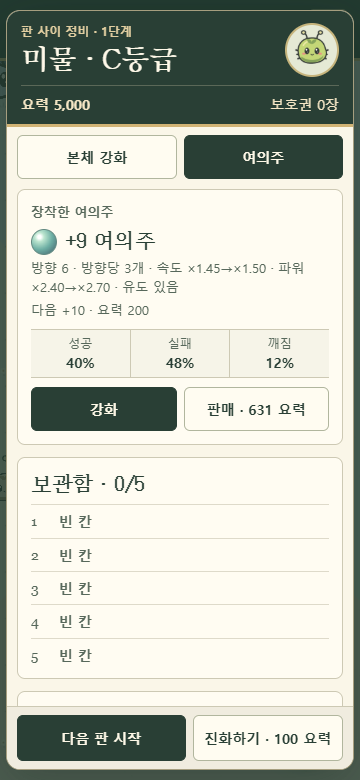 판 사이 정비 · 1단계
미물 · C등급
요력 5,000
보호권 0장
본체 강화
여의주
장착한 여의주
+9 여의주
방향 6 · 방향당 3개 · 속도 ×1.45→×1.50 · 파워
×2.40→×2.70 · 유도 있음
다음 +10 · 요력 200
성공
실패
깨짐
40%
48%
12%
강화
판매 · 631 요력
보관함 · 0/5
1 빈 칸
2 빈 칸
3 빈 칸
4 빈 칸
5 빈 칸
다음 판 시작
진화하기 · 100 요력